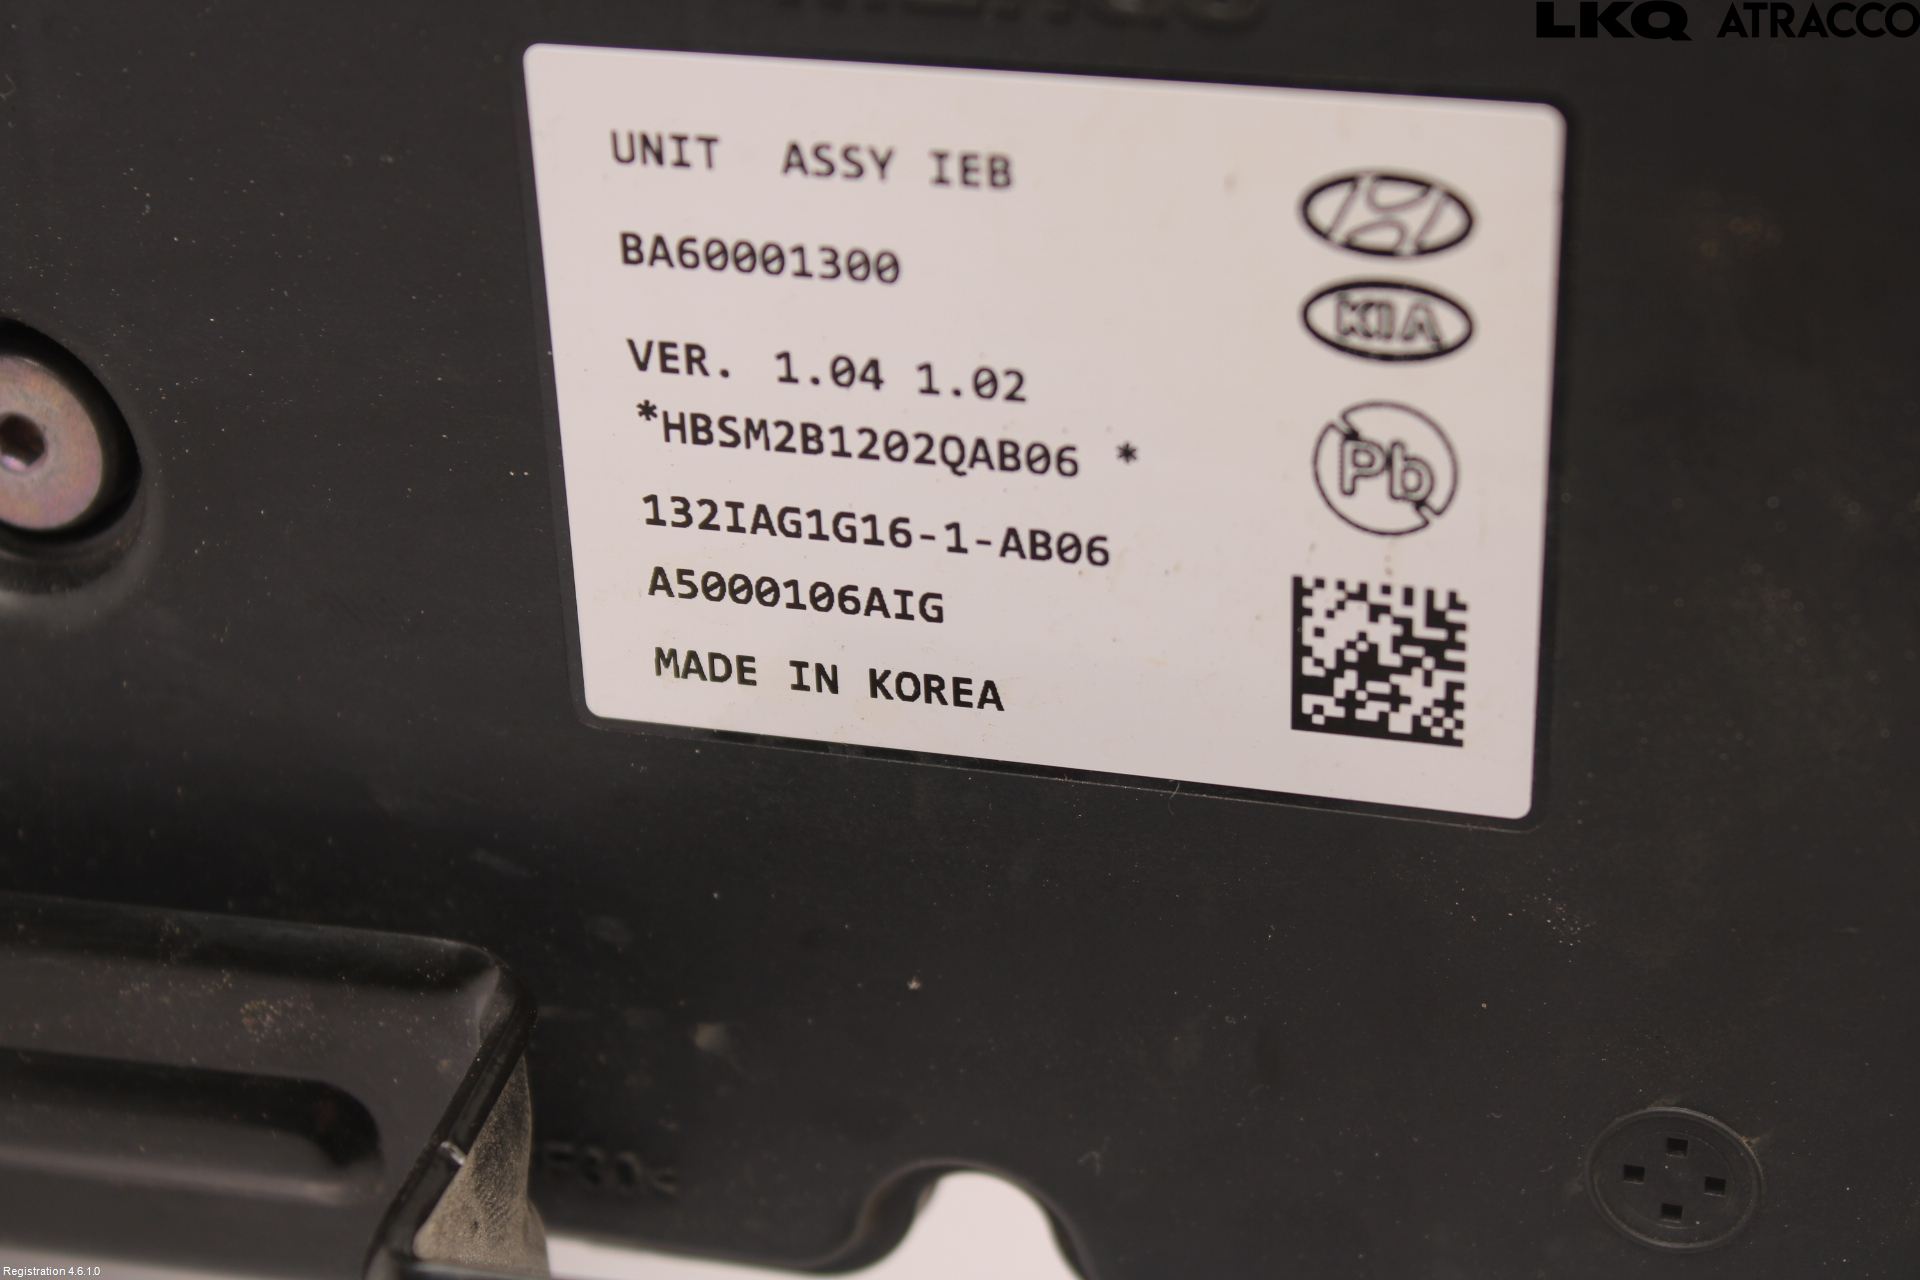 LKQ ATRACCO
UNIT ASSY IEB
BA60001300
VER. 1.04 1.02
*HBSM2B1202QAB06 *
132IAG1G16-1-AB06
A5000106AIG
MADE IN KOREA
KIA
Pb
Registration 4.6.1.0